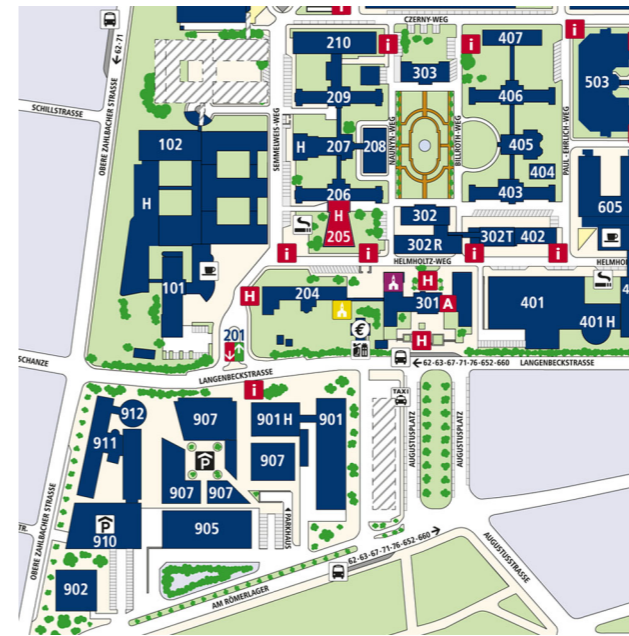 CZERNY-WEG
i
62-71
210
i
i
407
303
503
SCHILLSTRASSE
OBERE ZAHLBACHER STRASSE
209
406
SEMMELWEIS-WEG
NAUNYN-WEG
BILLROTH-WEG
PAUL-EHRLICH-WEG
102
H
207
208
405
404
H
206
403
H
205
302
605
302 R
302T
402
i
i
i
i
HELMHOLTZ-WEG
101
H
204
H
301
A
401
401 H
€
H
201
62-63-67-71-76-652-660
LANGENBECKSTRASSE
SCHANZE
LANGENBECKSTRASSE
i
TAXI
912
907
901 H
901
AUGUSTUSPLATZ
AUGUSTUSPLATZ
911
P
907
907
907
OBERE ZAHLBACHER STRASSE
P
910
905
PARKHAUS
62-63-67-71-76-652-660
AUGUSTUSSTRASSE
902
AM RÖMERLAGER